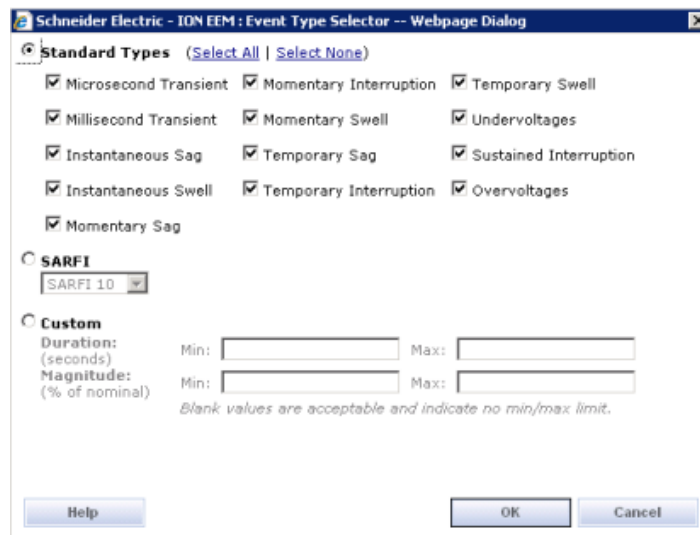 Schneider Electric - ION EEM : Event Type Selector -- Webpage Dialog
Standard Types (Select All | Select None)
Microsecond Transient Momentary Interruption Temporary Swell
Millisecond Transient Momentary Swell Undervoltages
Instantaneous Sag Temporary Sag Sustained Interruption
Instantaneous Swell Temporary Interruption Overvoltages
Momentary Sag
SARFI
SARFI 10
Custom
Duration:
(seconds)
Min: Max:
Magnitude:
(% of nominal)
Min: Max:
Blank values are acceptable and indicate no min/max limit.
Help OK Cancel